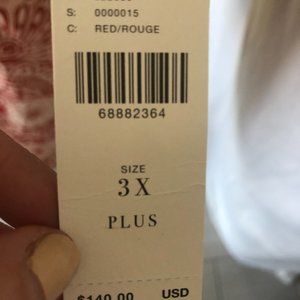 S: 0000015
C: RED/ROUGE
68882364
SIZE
3X
PLUS
$140.00 USD